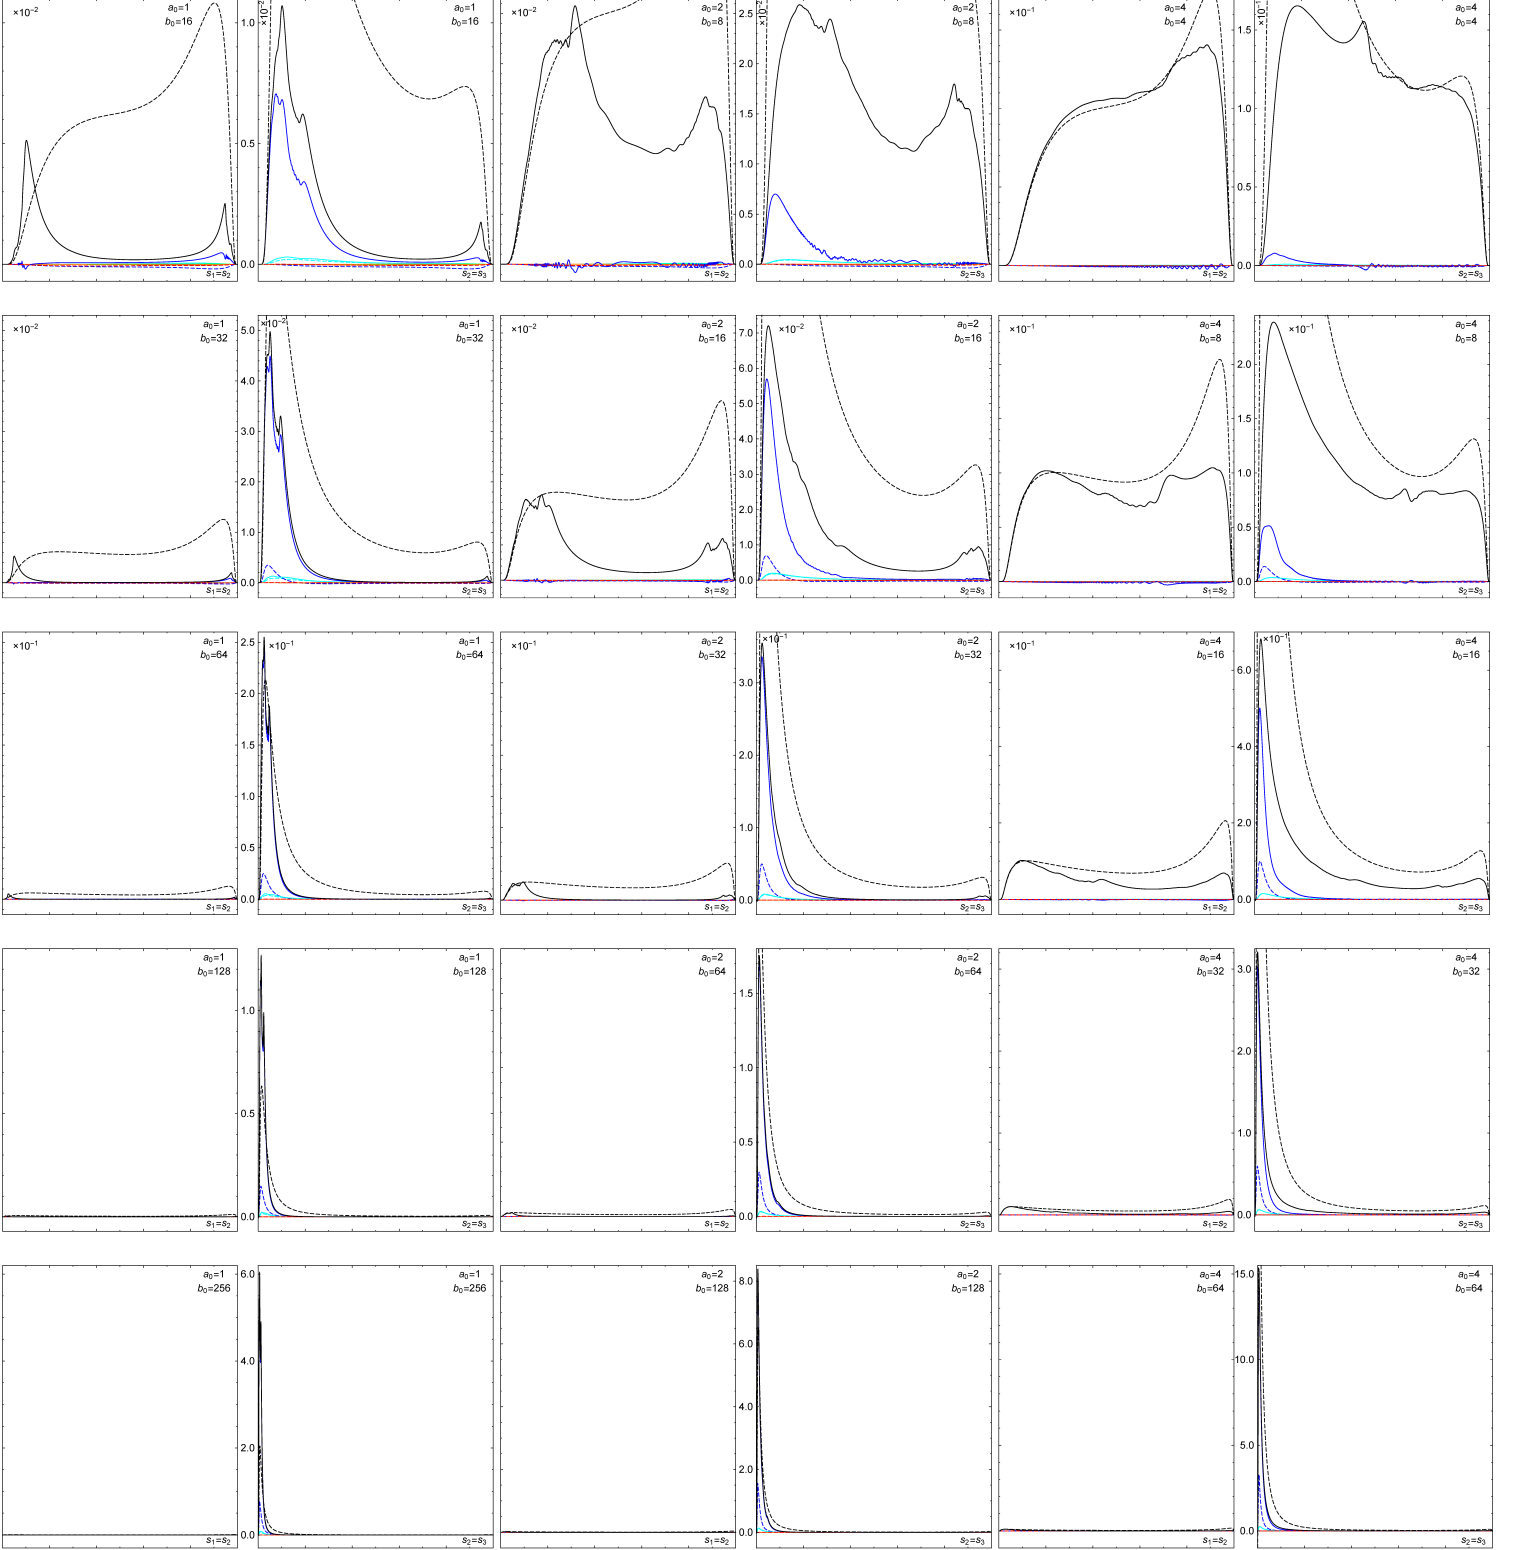 ×10⁻² a₀=1
b₀=16
s₁=s₂
1.0 ×10⁻² a₀=1
b₀=16
0.5
0.0
s₂=s₃
×10⁻² a₀=2
b₀=8
s₁=s₂
2.5 ×10⁻² a₀=2
b₀=8
2.0
1.5
1.0
0.5
0.0
s₂=s₃
×10⁻¹ a₀=4
b₀=4
s₁=s₂
×10⁻¹ a₀=4
1.5 b₀=4
1.0
0.5
0.0
s₂=s₃
×10⁻² a₀=1
b₀=32
s₁=s₂
5.0 ×10⁻² a₀=1
b₀=32
4.0
3.0
2.0
1.0
0.0
s₂=s₃
×10⁻² a₀=2
b₀=16
s₁=s₂
7.0 ×10⁻² a₀=2
b₀=16
6.0
5.0
4.0
3.0
2.0
1.0
0.0
s₂=s₃
×10⁻¹ a₀=4
b₀=8
s₁=s₂
×10⁻¹ a₀=4
b₀=8
2.0
1.5
1.0
0.5
0.0
s₂=s₃
×10⁻¹ a₀=1
b₀=64
s₁=s₂
2.5 ×10⁻¹ a₀=1
b₀=64
2.0
1.5
1.0
0.5
0.0
s₂=s₃
×10⁻¹ a₀=2
b₀=32
s₁=s₂
×10⁻¹ a₀=2
b₀=32
3.0
2.0
1.0
0.0
s₂=s₃
×10⁻¹ a₀=4
b₀=16
s₁=s₂
×10⁻¹ a₀=4
b₀=16
6.0
4.0
2.0
0.0
s₂=s₃
a₀=1
b₀=128
s₁=s₂
a₀=1
b₀=128
1.0
0.5
0.0
s₂=s₃
a₀=2
b₀=64
s₁=s₂
a₀=2
b₀=64
1.5
1.0
0.5
0.0
s₂=s₃
a₀=4
b₀=32
s₁=s₂
a₀=4
3.0 b₀=32
2.0
1.0
0.0
s₂=s₃
a₀=1
b₀=256
s₁=s₂
6.0 a₀=1
b₀=256
4.0
2.0
0.0
s₂=s₃
a₀=2
b₀=128
s₁=s₂
8.0 a₀=2
b₀=128
6.0
4.0
2.0
0.0
s₂=s₃
a₀=4
b₀=64
s₁=s₂
15.0 a₀=4
b₀=64
10.0
5.0
0.0
s₂=s₃